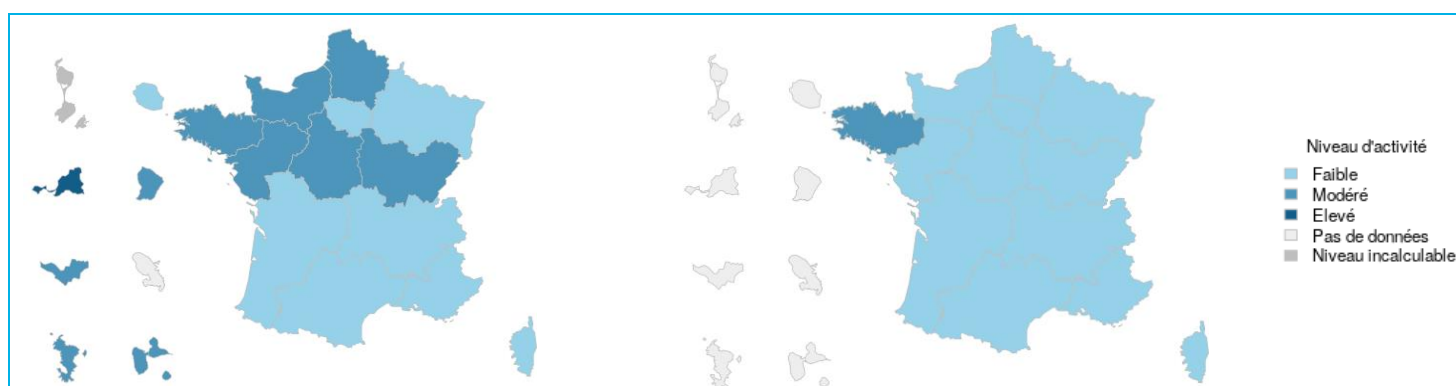 Niveau d'activité
Faible
Modéré
Elevé
Pas de données
Niveau incalculable